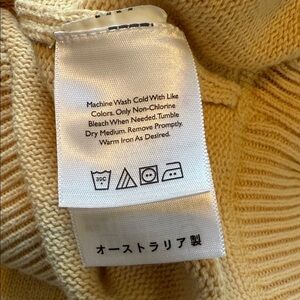 Machine Wash Cold With Like
Colors. Only Non-Chlorine
Bleach When Needed. Tumble
Dry Medium. Remove Promptly.
Warm Iron As Desired.
オーストラリア製